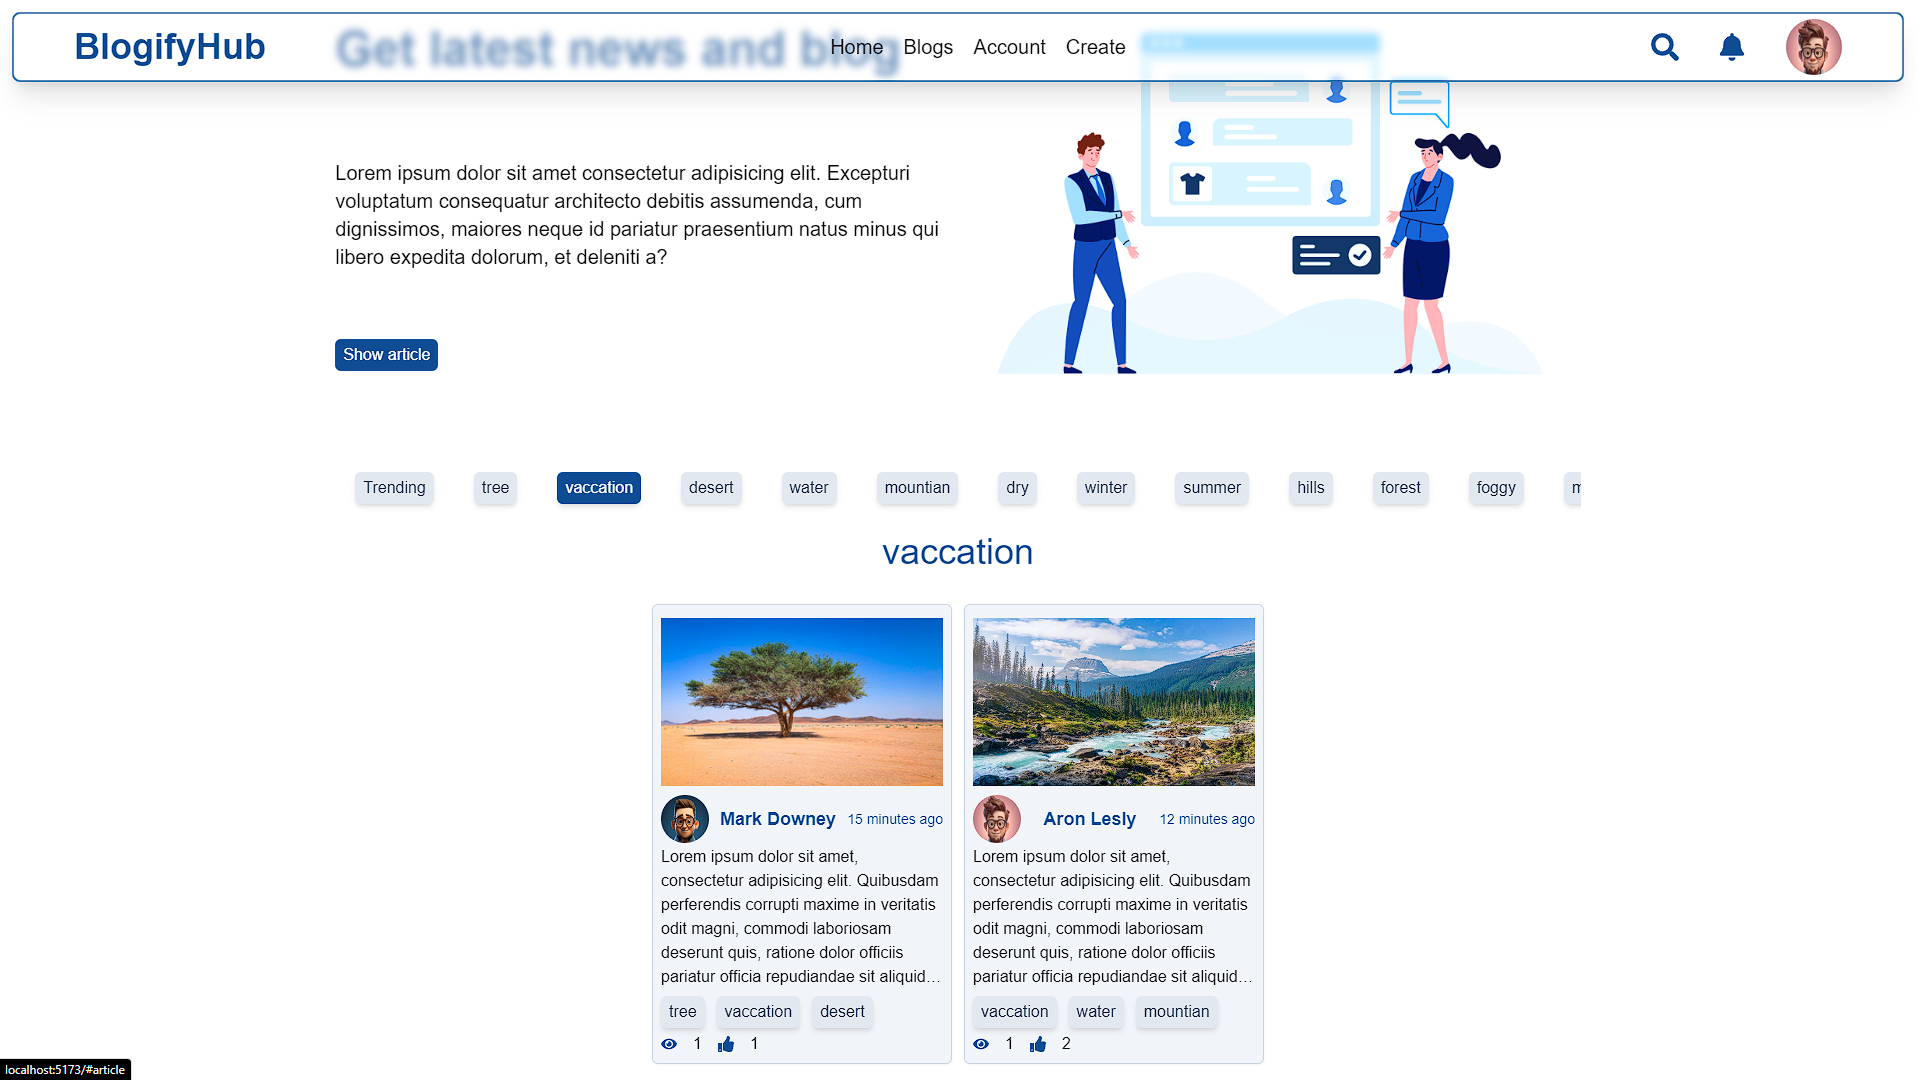 BlogifyHub
Home Blogs Account Create
Get latest news and blog
Lorem ipsum dolor sit amet consectetur adipisicing elit. Excepturi
voluptatum consequatur architecto debitis assumenda, cum
dignissimos, maiores neque id pariatur praesentium natus minus qui
libero expedita dolorum, et deleniti a?
Show article
Trending tree vaccation desert water mountian dry winter summer hills forest foggy
vaccation
Mark Downey 15 minutes ago
Lorem ipsum dolor sit amet,
consectetur adipisicing elit. Quibusdam
perferendis corrupti maxime in veritatis
odit magni, commodi laboriosam
deserunt quis, ratione dolor officiis
pariatur officia repudiandae sit aliquid…
tree vaccation desert
1 1
Aron Lesly 12 minutes ago
Lorem ipsum dolor sit amet,
consectetur adipisicing elit. Quibusdam
perferendis corrupti maxime in veritatis
odit magni, commodi laboriosam
deserunt quis, ratione dolor officiis
pariatur officia repudiandae sit aliquid…
vaccation water mountian
1 2
localhost:5173/#article